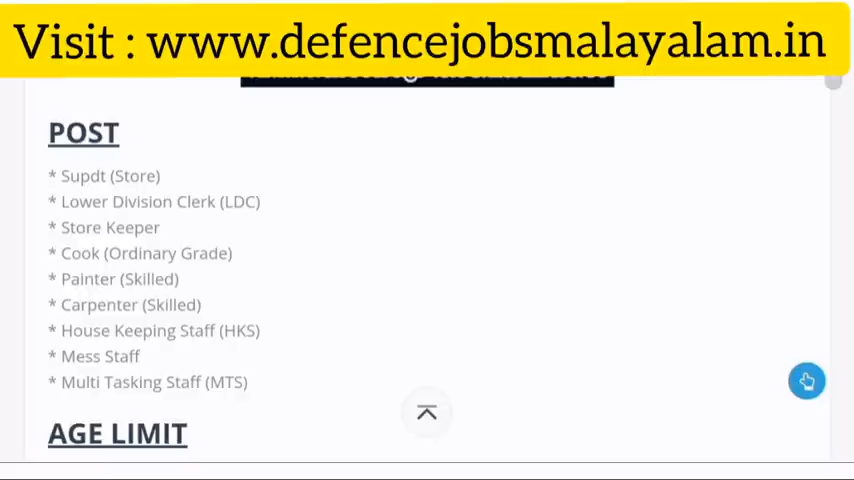 Visit : www.defencejobsmalayalam.in
POST
* Supdt (Store)
* Lower Division Clerk (LDC)
* Store Keeper
* Cook (Ordinary Grade)
* Painter (Skilled)
* Carpenter (Skilled)
* House Keeping Staff (HKS)
* Mess Staff
* Multi Tasking Staff (MTS)
AGE LIMIT